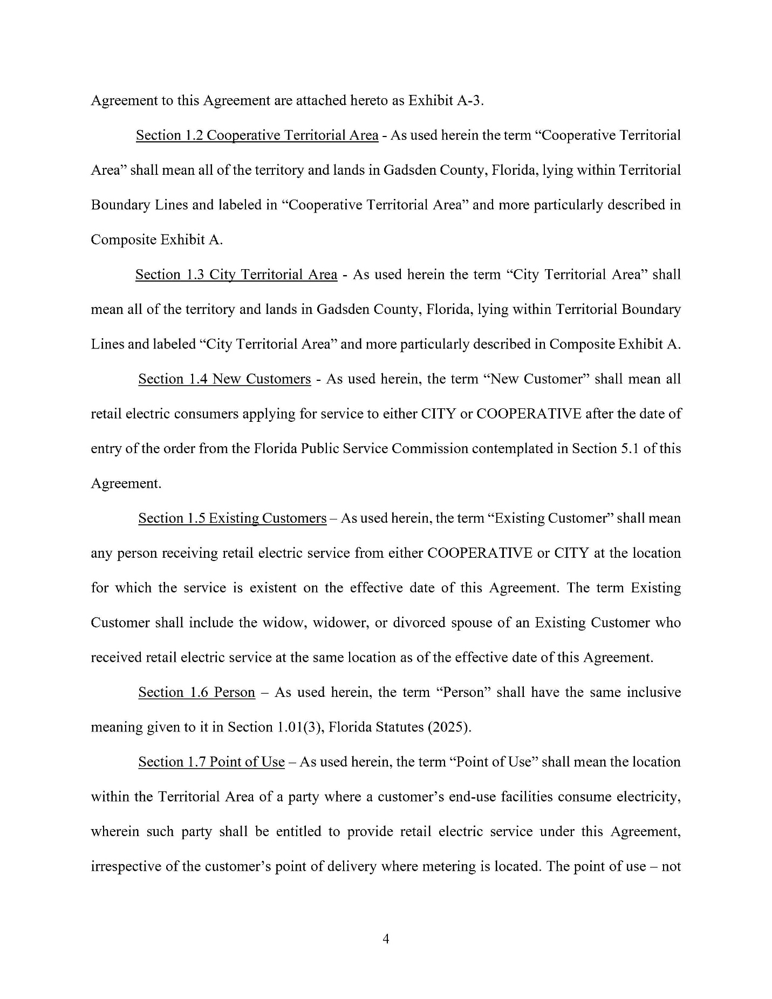 Agreement to this Agreement are attached hereto as Exhibit A-3.
Section 1.2 Cooperative Territorial Area - As used herein the term “Cooperative Territorial
Area” shall mean all of the territory and lands in Gadsden County, Florida, lying within Territorial
Boundary Lines and labeled in “Cooperative Territorial Area” and more particularly described in
Composite Exhibit A.
Section 1.3 City Territorial Area - As used herein the term “City Territorial Area” shall
mean all of the territory and lands in Gadsden County, Florida, lying within Territorial Boundary
Lines and labeled “City Territorial Area” and more particularly described in Composite Exhibit A.
Section 1.4 New Customers - As used herein, the term “New Customer” shall mean all
retail electric consumers applying for service to either CITY or COOPERATIVE after the date of
entry of the order from the Florida Public Service Commission contemplated in Section 5.1 of this
Agreement.
Section 1.5 Existing Customers – As used herein, the term “Existing Customer” shall mean
any person receiving retail electric service from either COOPERATIVE or CITY at the location
for which the service is existent on the effective date of this Agreement. The term Existing
Customer shall include the widow, widower, or divorced spouse of an Existing Customer who
received retail electric service at the same location as of the effective date of this Agreement.
Section 1.6 Person – As used herein, the term “Person” shall have the same inclusive
meaning given to it in Section 1.01(3), Florida Statutes (2025).
Section 1.7 Point of Use – As used herein, the term “Point of Use” shall mean the location
within the Territorial Area of a party where a customer’s end-use facilities consume electricity,
wherein such party shall be entitled to provide retail electric service under this Agreement,
irrespective of the customer’s point of delivery where metering is located. The point of use – not
4